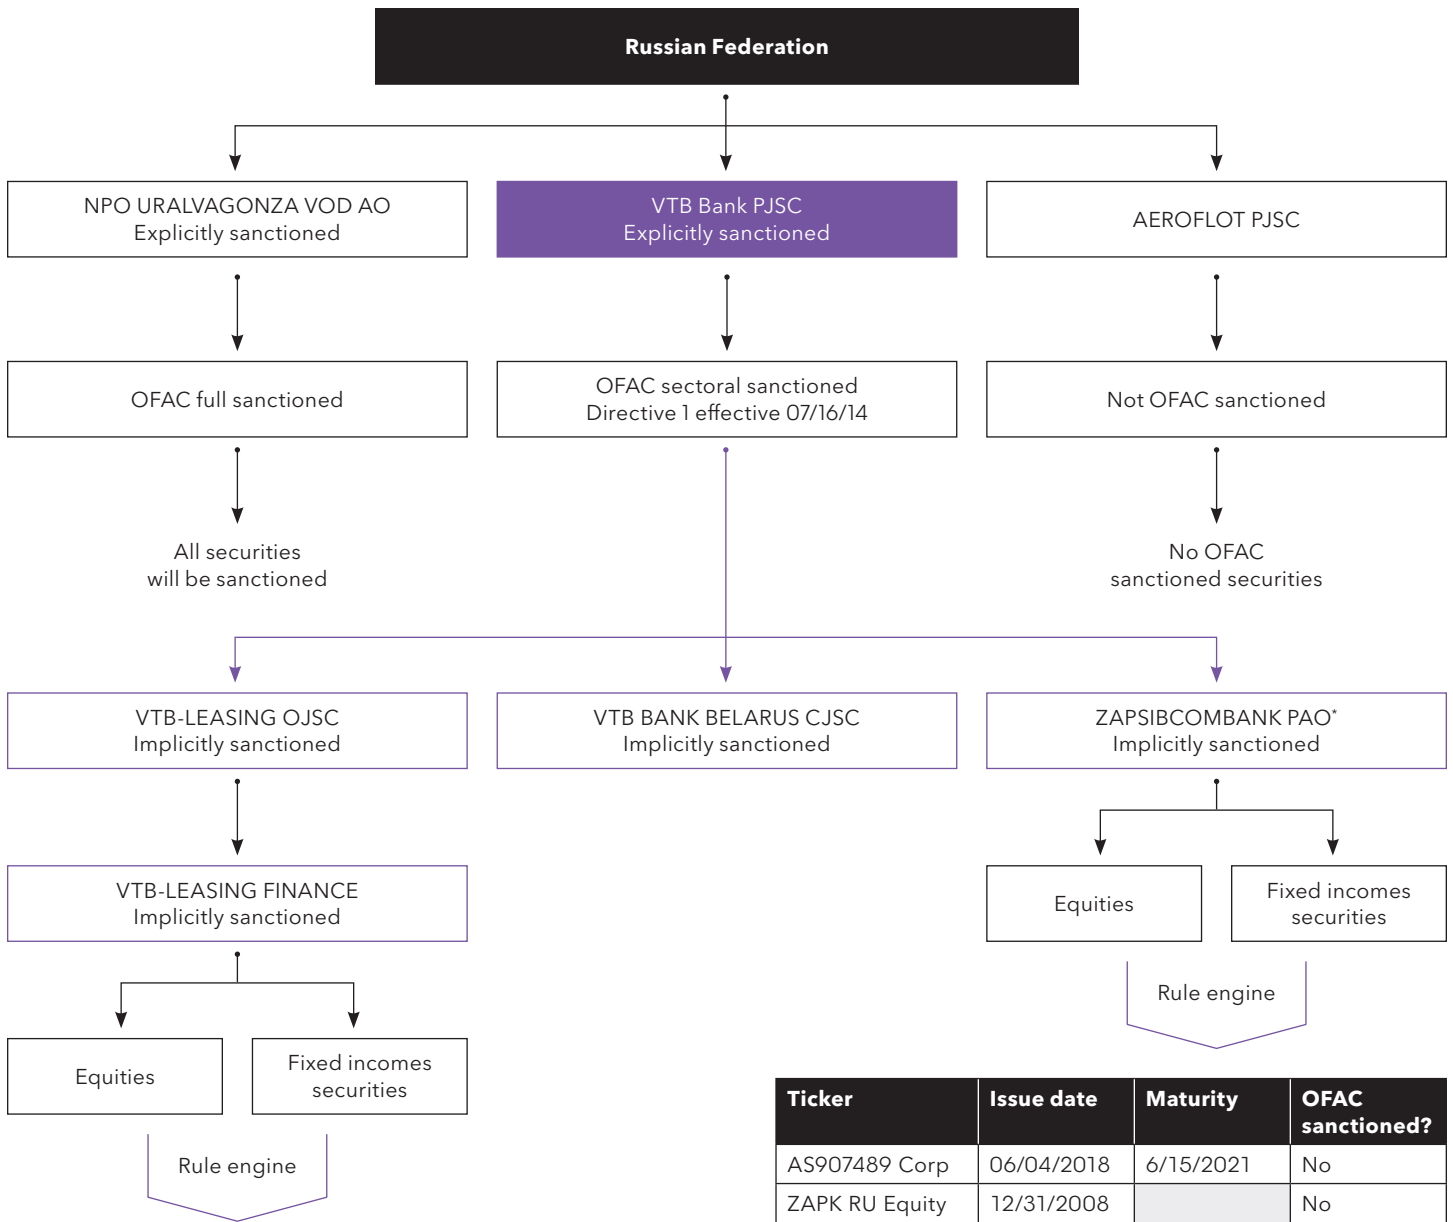 Russian Federation
NPO URALVAGONZA VOD AO
Explicitly sanctioned
VTB Bank PJSC
Explicitly sanctioned
AEROFLOT PJSC
OFAC full sanctioned
OFAC sectoral sanctioned
Directive 1 effective 07/16/14
Not OFAC sanctioned
All securities
will be sanctioned
No OFAC
sanctioned securities
VTB-LEASING OJSC
Implicitly sanctioned
VTB BANK BELARUS CJSC
Implicitly sanctioned
ZAPSIBCOMBANK PAO*
Implicitly sanctioned
VTB-LEASING FINANCE
Implicitly sanctioned
Equities
Fixed incomes
securities
Rule engine
Equities
Fixed incomes
securities
Rule engine
Ticker Issue date Maturity OFAC
sanctioned?
AS907489 Corp 06/04/2018 6/15/2021 No
ZAPK RU Equity 12/31/2008 No